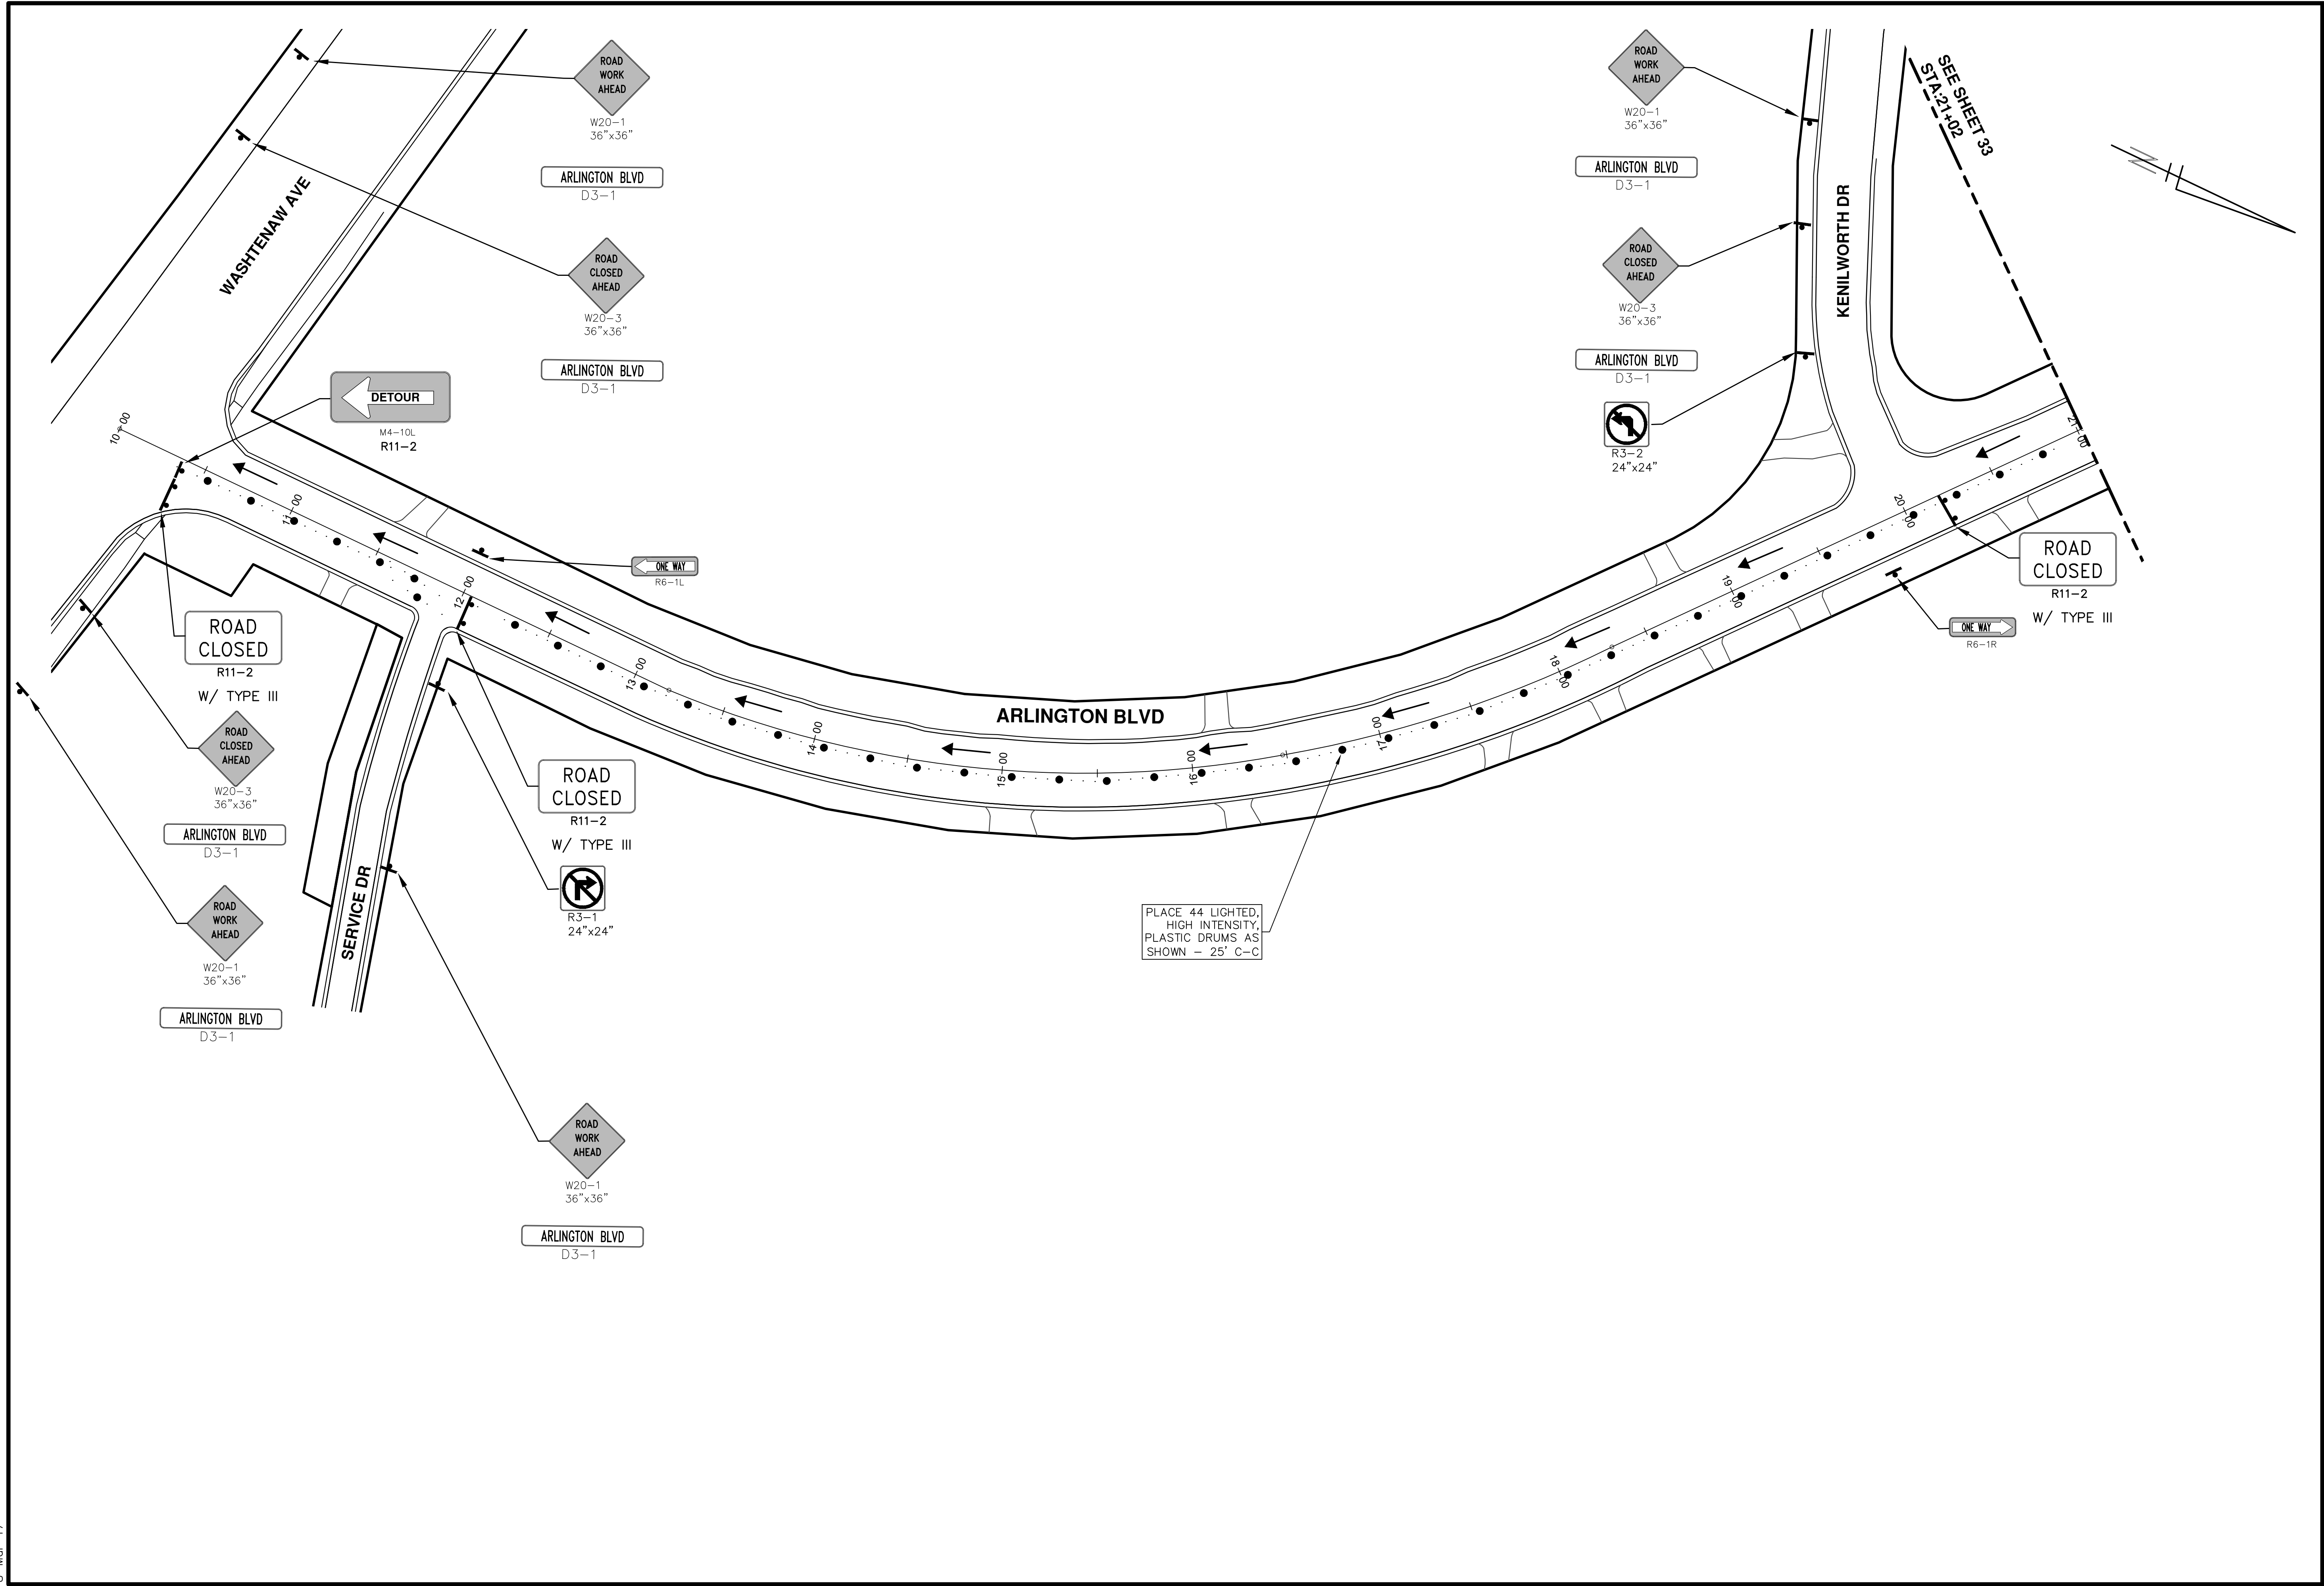 ROAD
WORK
AHEAD
W20-1
36"x36"
ARLINGTON BLVD
D3-1
ROAD
CLOSED
AHEAD
W20-3
36"x36"
ARLINGTON BLVD
D3-1
WASHTENAW AVE
DETOUR
M4-10L
R11-2
ONE WAY
R6-1L
ROAD
CLOSED
R11-2
W/ TYPE III
ROAD
CLOSED
AHEAD
W20-3
36"x36"
ARLINGTON BLVD
D3-1
ROAD
WORK
AHEAD
W20-1
36"x36"
ARLINGTON BLVD
D3-1
SERVICE DR
ROAD
CLOSED
R11-2
W/ TYPE III
R3-1
24"x24"
ROAD
WORK
AHEAD
W20-1
36"x36"
ARLINGTON BLVD
D3-1
10+00
11+00
12+00
13+00
14+00
15+00
16+00
17+00
18+00
19+00
20+00
21+00
ARLINGTON BLVD
PLACE 44 LIGHTED,
HIGH INTENSITY,
PLASTIC DRUMS AS
SHOWN - 25' C-C
ROAD
WORK
AHEAD
W20-1
36"x36"
ARLINGTON BLVD
D3-1
ROAD
CLOSED
AHEAD
W20-3
36"x36"
ARLINGTON BLVD
D3-1
R3-2
24"x24"
KENILWORTH DR
SEE SHEET 33
STA:21+02
N
ROAD
CLOSED
R11-2
W/ TYPE III
ONE WAY
R6-1R